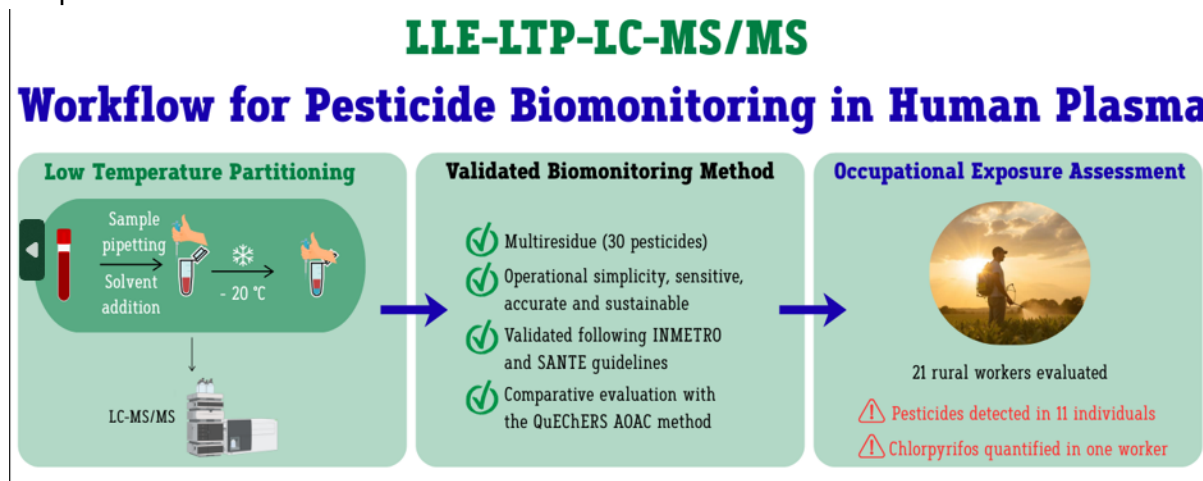 LLE-LTP-LC-MS/MS
Workflow for Pesticide Biomonitoring in Human Plasma
Low Temperature Partitioning
Sample
pipetting
Solvent
addition
- 20 °C
LC-MS/MS
Validated Biomonitoring Method
Multiresidue (30 pesticides)
Operational simplicity, sensitive,
accurate and sustainable
Validated following INMETRO
and SANTE guidelines
Comparative evaluation with
the QuEChERS AOAC method
Occupational Exposure Assessment
21 rural workers evaluated
Pesticides detected in 11 individuals
Chlorpyrifos quantified in one worker